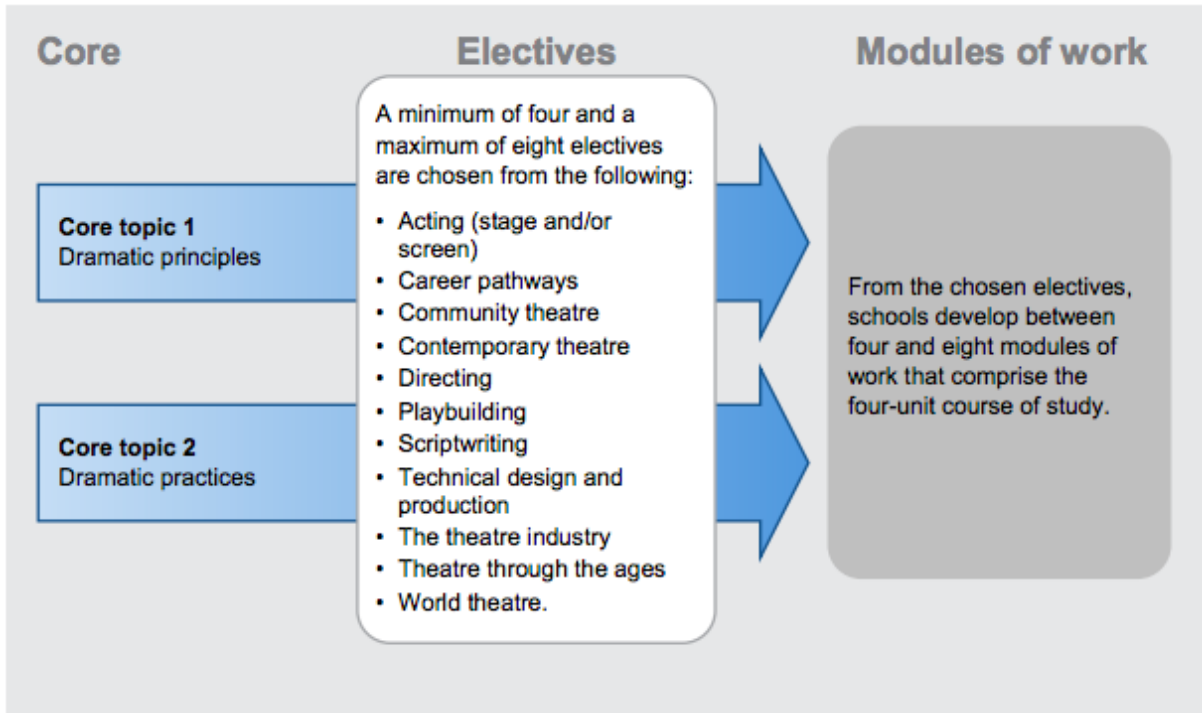 Core
Electives
Modules of work
Core topic 1
Dramatic principles
Core topic 2
Dramatic practices
A minimum of four and a
maximum of eight electives
are chosen from the following:
• Acting (stage and/or
screen)
• Career pathways
• Community theatre
• Contemporary theatre
• Directing
• Playbuilding
• Scriptwriting
• Technical design and
production
• The theatre industry
• Theatre through the ages
• World theatre.
From the chosen electives,
schools develop between
four and eight modules of
work that comprise the
four-unit course of study.